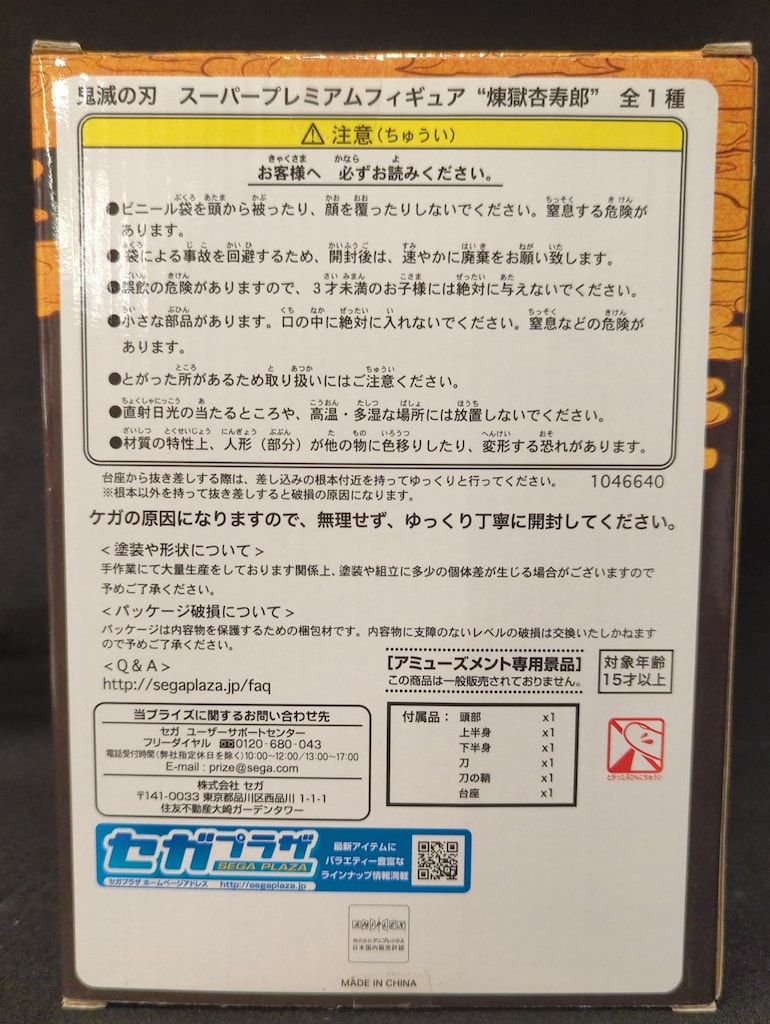 鬼滅の刃 スーパープレミアムフィギュア “煉獄杏寿郎” 全1種
⚠ 注意(ちゅうい)
お客様へ 必ずお読みください。
●ビニール袋を頭から被ったり、顔を覆ったりしないでください。窒息する危険が
あります。
●袋による事故を回避するため、開封後は、速やかに廃棄をお願い致します。
●誤飲の危険がありますので、3才未満のお子様には絶対に与えないでください。
●小さな部品があります。口の中に絶対に入れないでください。窒息などの危険が
あります。
●とがった所があるため取り扱いにはご注意ください。
●直射日光の当たるところや、高温・多湿な場所には放置しないでください。
●材質の特性上、人形(部分)が他の物に色移りしたり、変形する恐れがあります。
台座から抜き差しする際は、差し込みの根本付近を持ってゆっくりと行ってください。 1046640
※根本以外を持って抜き差しすると破損の原因になります。
ケガの原因になりますので、無理せず、ゆっくり丁寧に開封してください。
<塗装や形状について>
手作業にて大量生産をしております関係上、塗装や組立に多少の個体差が生じる場合がございますので
予めご了承ください。
<パッケージ破損について>
パッケージは内容物を保護するための梱包材です。内容物に支障のないレベルの破損は交換いたしかねます
ので予めご了承ください。
<Q&A>
http://segaplaza.jp/faq
[アミューズメント専用景品]
この商品は一般販売されておりません。
対象年齢
15才以上
当プライズに関するお問い合わせ先
セガ ユーザーサポートセンター
フリーダイヤル 0120-680-043
電話受付時間(弊社指定休日を除く)10:00~12:00/13:00~17:00
E-mail : prize@sega.com
株式会社 セガ
〒141-0033 東京都品川区西品川 1-1-1
住友不動産大崎ガーデンタワー
付属品: 頭部 x1
上半身 x1
下半身 x1
刀 x1
刀の鞘 x1
台座 x1
とがったぶひんにちゅうい
セガプラザ
SEGA PLAZA
セガプラザ ホームページアドレス http://segaplaza.jp
最新アイテムに
バラエティー豊富な
ラインナップ情報満載
ANIPLEX
株式会社アニプレックス
日本国内販売許諾
MADE IN CHINA